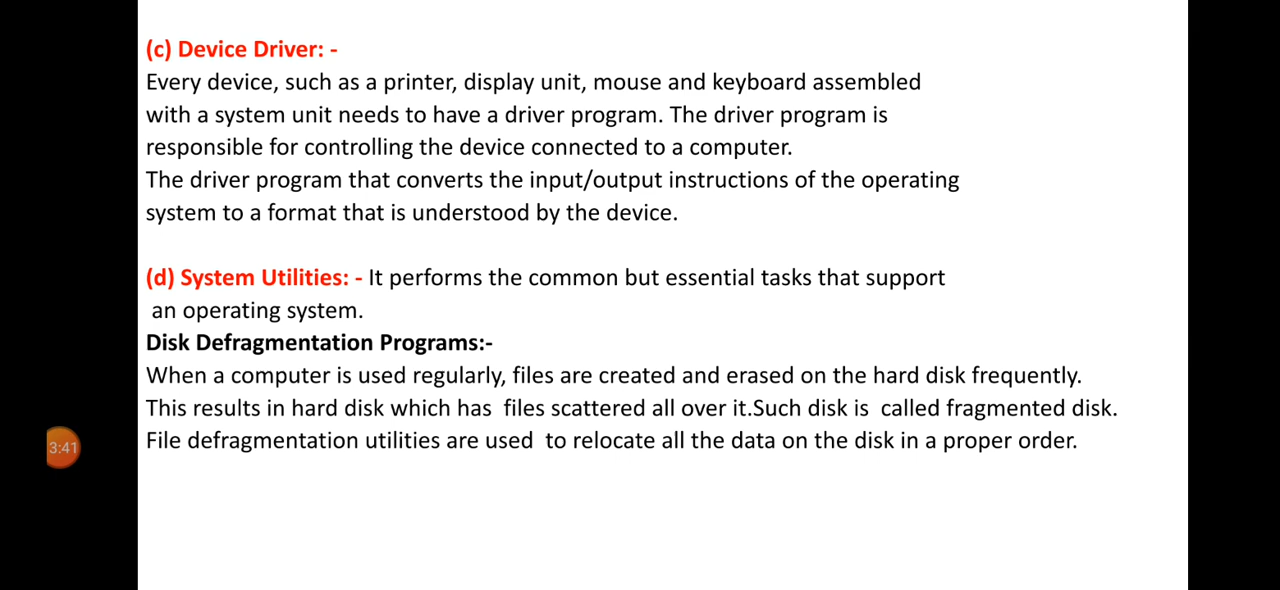 (c) Device Driver: -
Every device, such as a printer, display unit, mouse and keyboard assembled
with a system unit needs to have a driver program. The driver program is
responsible for controlling the device connected to a computer.
The driver program that converts the input/output instructions of the operating
system to a format that is understood by the device.
(d) System Utilities: - It performs the common but essential tasks that support
an operating system.
Disk Defragmentation Programs:-
When a computer is used regularly, files are created and erased on the hard disk frequently.
This results in hard disk which has  files scattered all over it.Such disk is  called fragmented disk.
3:41
File defragmentation utilities are used  to relocate all the data on the disk in a proper order.